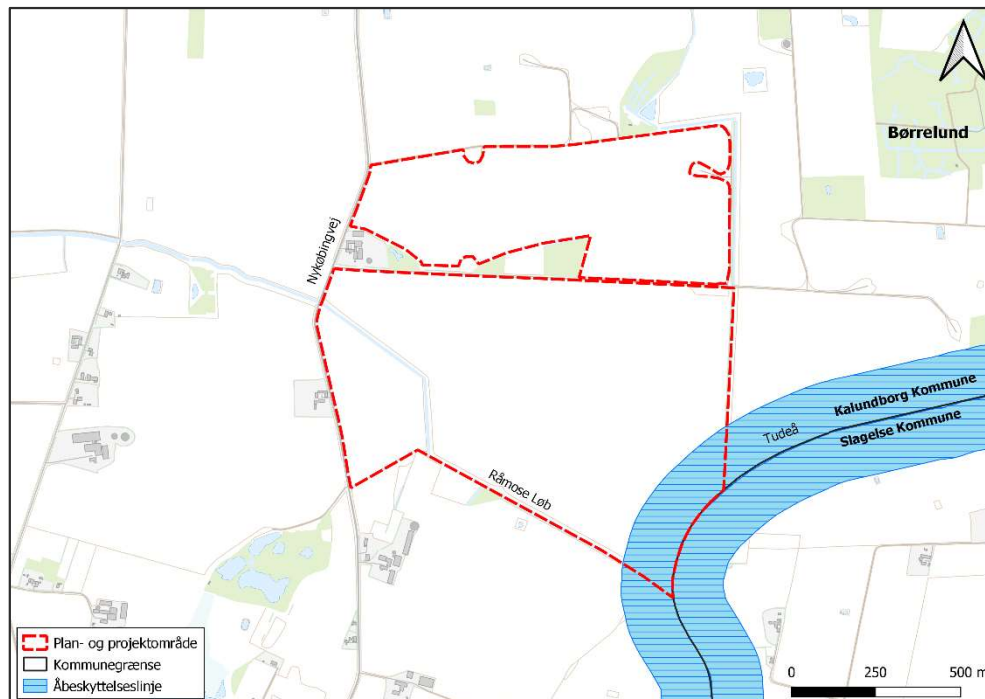 Børrelund
Nykøbingvej
Kalundborg Kommune
Tudeå
Slagelse Kommune
Råmose Løb
Plan- og projektområde
Kommunegrænse
Åbeskyttelseslinje
0 250 500 m